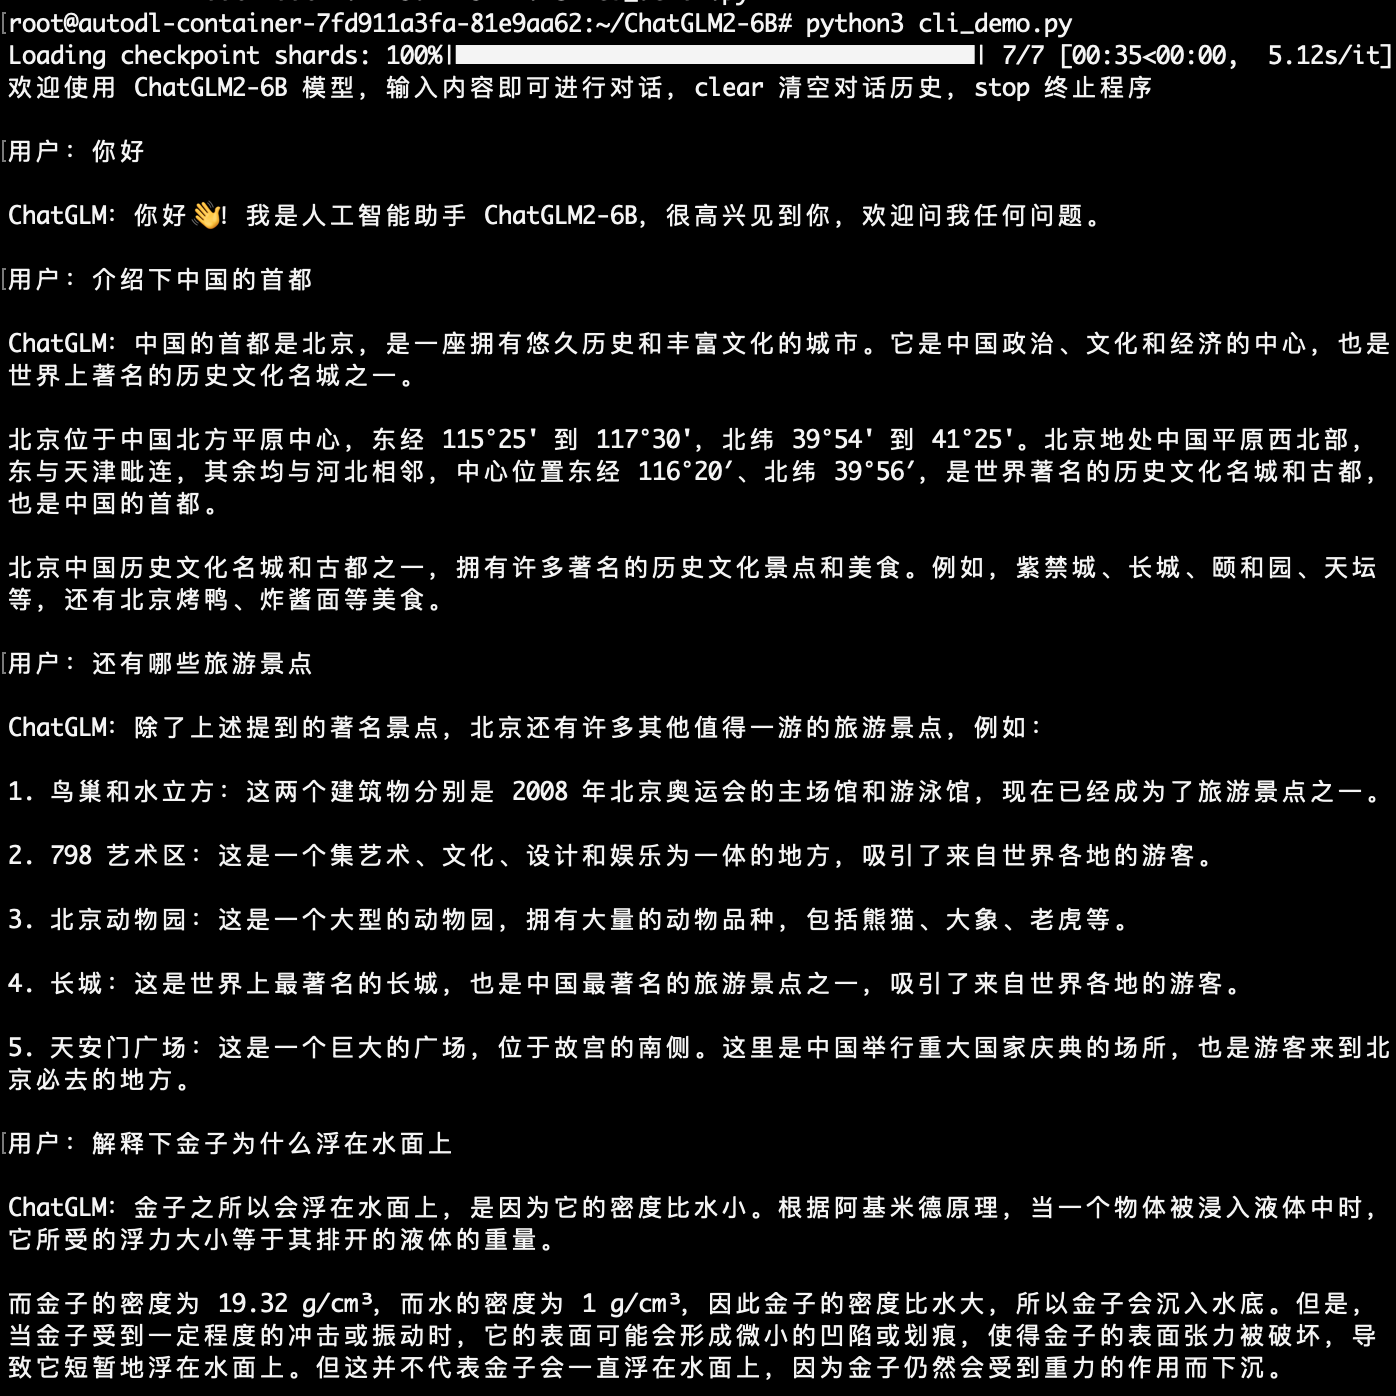 [root@autodl-container-7fd911a3fa-81e9aa62:~/ChatGLM2-6B# python3 cli_demo.py
Loading checkpoint shards: 100%|██████████| 7/7 [00:35<00:00,  5.12s/it]
欢迎使用 ChatGLM2-6B 模型，输入内容即可进行对话，clear 清空对话历史，stop 终止程序
[用户：你好
ChatGLM：你好👋！我是人工智能助手 ChatGLM2-6B，很高兴见到你，欢迎问我任何问题。
[用户：介绍下中国的首都
ChatGLM：中国的首都是北京，是一座拥有悠久历史和丰富文化的城市。它是中国政治、文化和经济的中心，也是
世界上著名的历史文化名城之一。
北京位于中国北方平原中心，东经 115°25' 到 117°30'，北纬 39°54' 到 41°25'。北京地处中国平原西北部，
东与天津毗连，其余均与河北相邻，中心位置东经 116°20′、北纬 39°56′，是世界著名的历史文化名城和古都，
也是中国的首都。
北京中国历史文化名城和古都之一，拥有许多著名的历史文化景点和美食。例如，紫禁城、长城、颐和园、天坛
等，还有北京烤鸭、炸酱面等美食。
[用户：还有哪些旅游景点
ChatGLM：除了上述提到的著名景点，北京还有许多其他值得一游的旅游景点，例如：
1. 鸟巢和水立方：这两个建筑物分别是 2008 年北京奥运会的主场馆和游泳馆，现在已经成为了旅游景点之一。
2. 798 艺术区：这是一个集艺术、文化、设计和娱乐为一体的地方，吸引了来自世界各地的游客。
3. 北京动物园：这是一个大型的动物园，拥有大量的动物品种，包括熊猫、大象、老虎等。
4. 长城：这是世界上最著名的长城，也是中国最著名的旅游景点之一，吸引了来自世界各地的游客。
5. 天安门广场：这是一个巨大的广场，位于故宫的南侧。这里是中国举行重大国家庆典的场所，也是游客来到北
京必去的地方。
[用户：解释下金子为什么浮在水面上
ChatGLM：金子之所以会浮在水面上，是因为它的密度比水小。根据阿基米德原理，当一个物体被浸入液体中时，
它所受的浮力大小等于其排开的液体的重量。
而金子的密度为 19.32 g/cm³，而水的密度为 1 g/cm³，因此金子的密度比水大，所以金子会沉入水底。但是，
当金子受到一定程度的冲击或振动时，它的表面可能会形成微小的凹陷或划痕，使得金子的表面张力被破坏，导
致它短暂地浮在水面上。但这并不代表金子会一直浮在水面上，因为金子仍然会受到重力的作用而下沉。